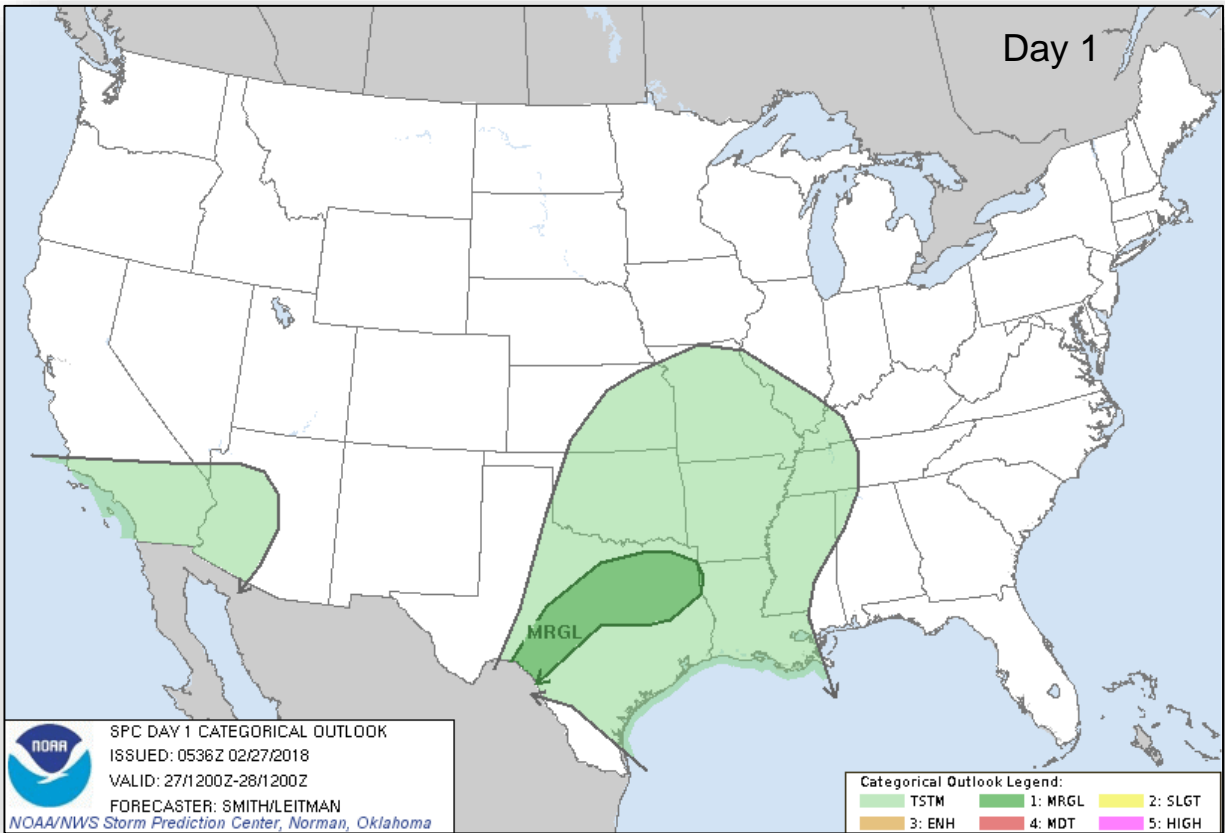 Day 1
MRGL
NOAA
SPC DAY 1 CATEGORICAL OUTLOOK
ISSUED: 0536Z 02/27/2018
VALID: 27/1200Z-28/1200Z
FORECASTER: SMITH/LEITMAN
NOAA/NWS Storm Prediction Center, Norman, Oklahoma
Categorical Outlook Legend:
TSTM 1: MRGL 2: SLGT
3: ENH 4: MDT 5: HIGH